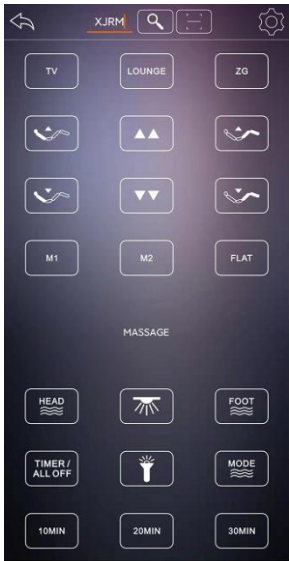 XJRM
TV
LOUNGE
ZG
M1
M2
FLAT
MASSAGE
HEAD
FOOT
TIMER /
ALL OFF
MODE
10MIN
20MIN
30MIN